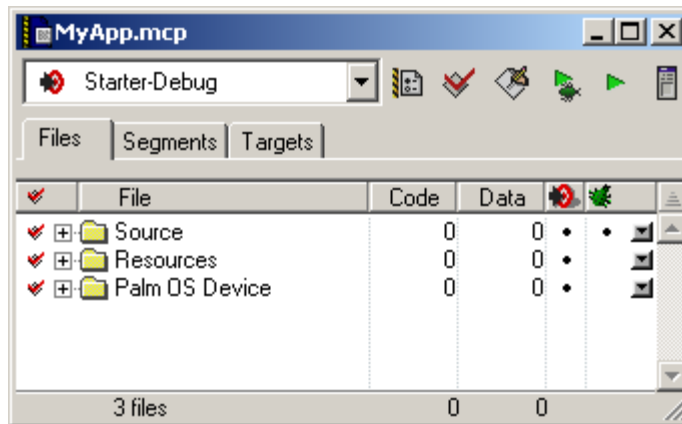 MyApp.mcp
Starter-Debug
Files Segments Targets
File Code Data
Source 0 0
Resources 0 0
Palm OS Device 0 0
3 files 0 0